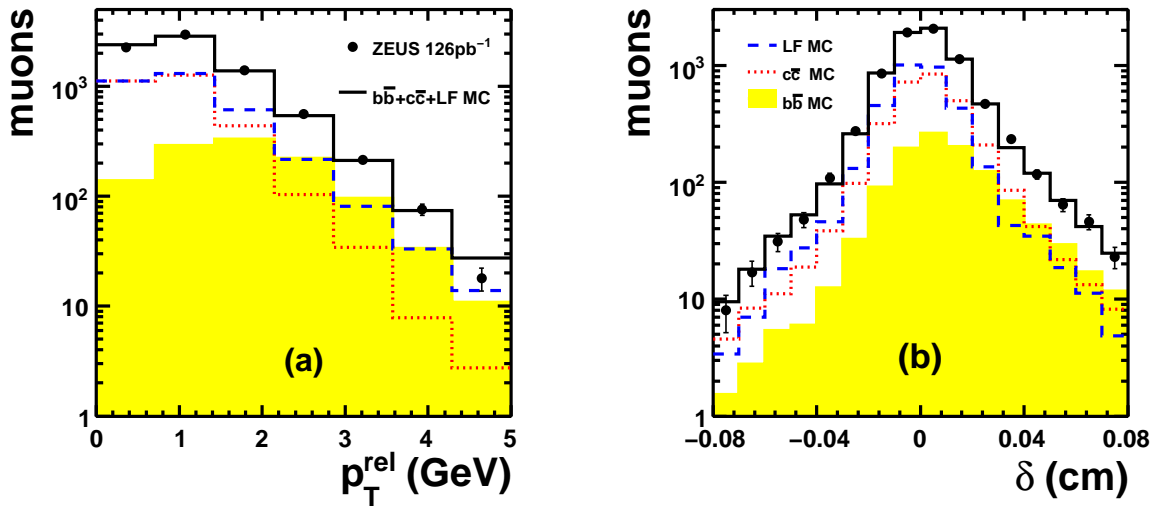 muons
10³
10²
10
1
ZEUS 126pb⁻¹
bb̅+cc̅+LF MC
(a)
0 1 2 3 4 5
p_T^rel (GeV)
muons
10³
10²
10
1
LF MC
cc̅ MC
bb̅ MC
(b)
−0.08 −0.04 0 0.04 0.08
δ (cm)